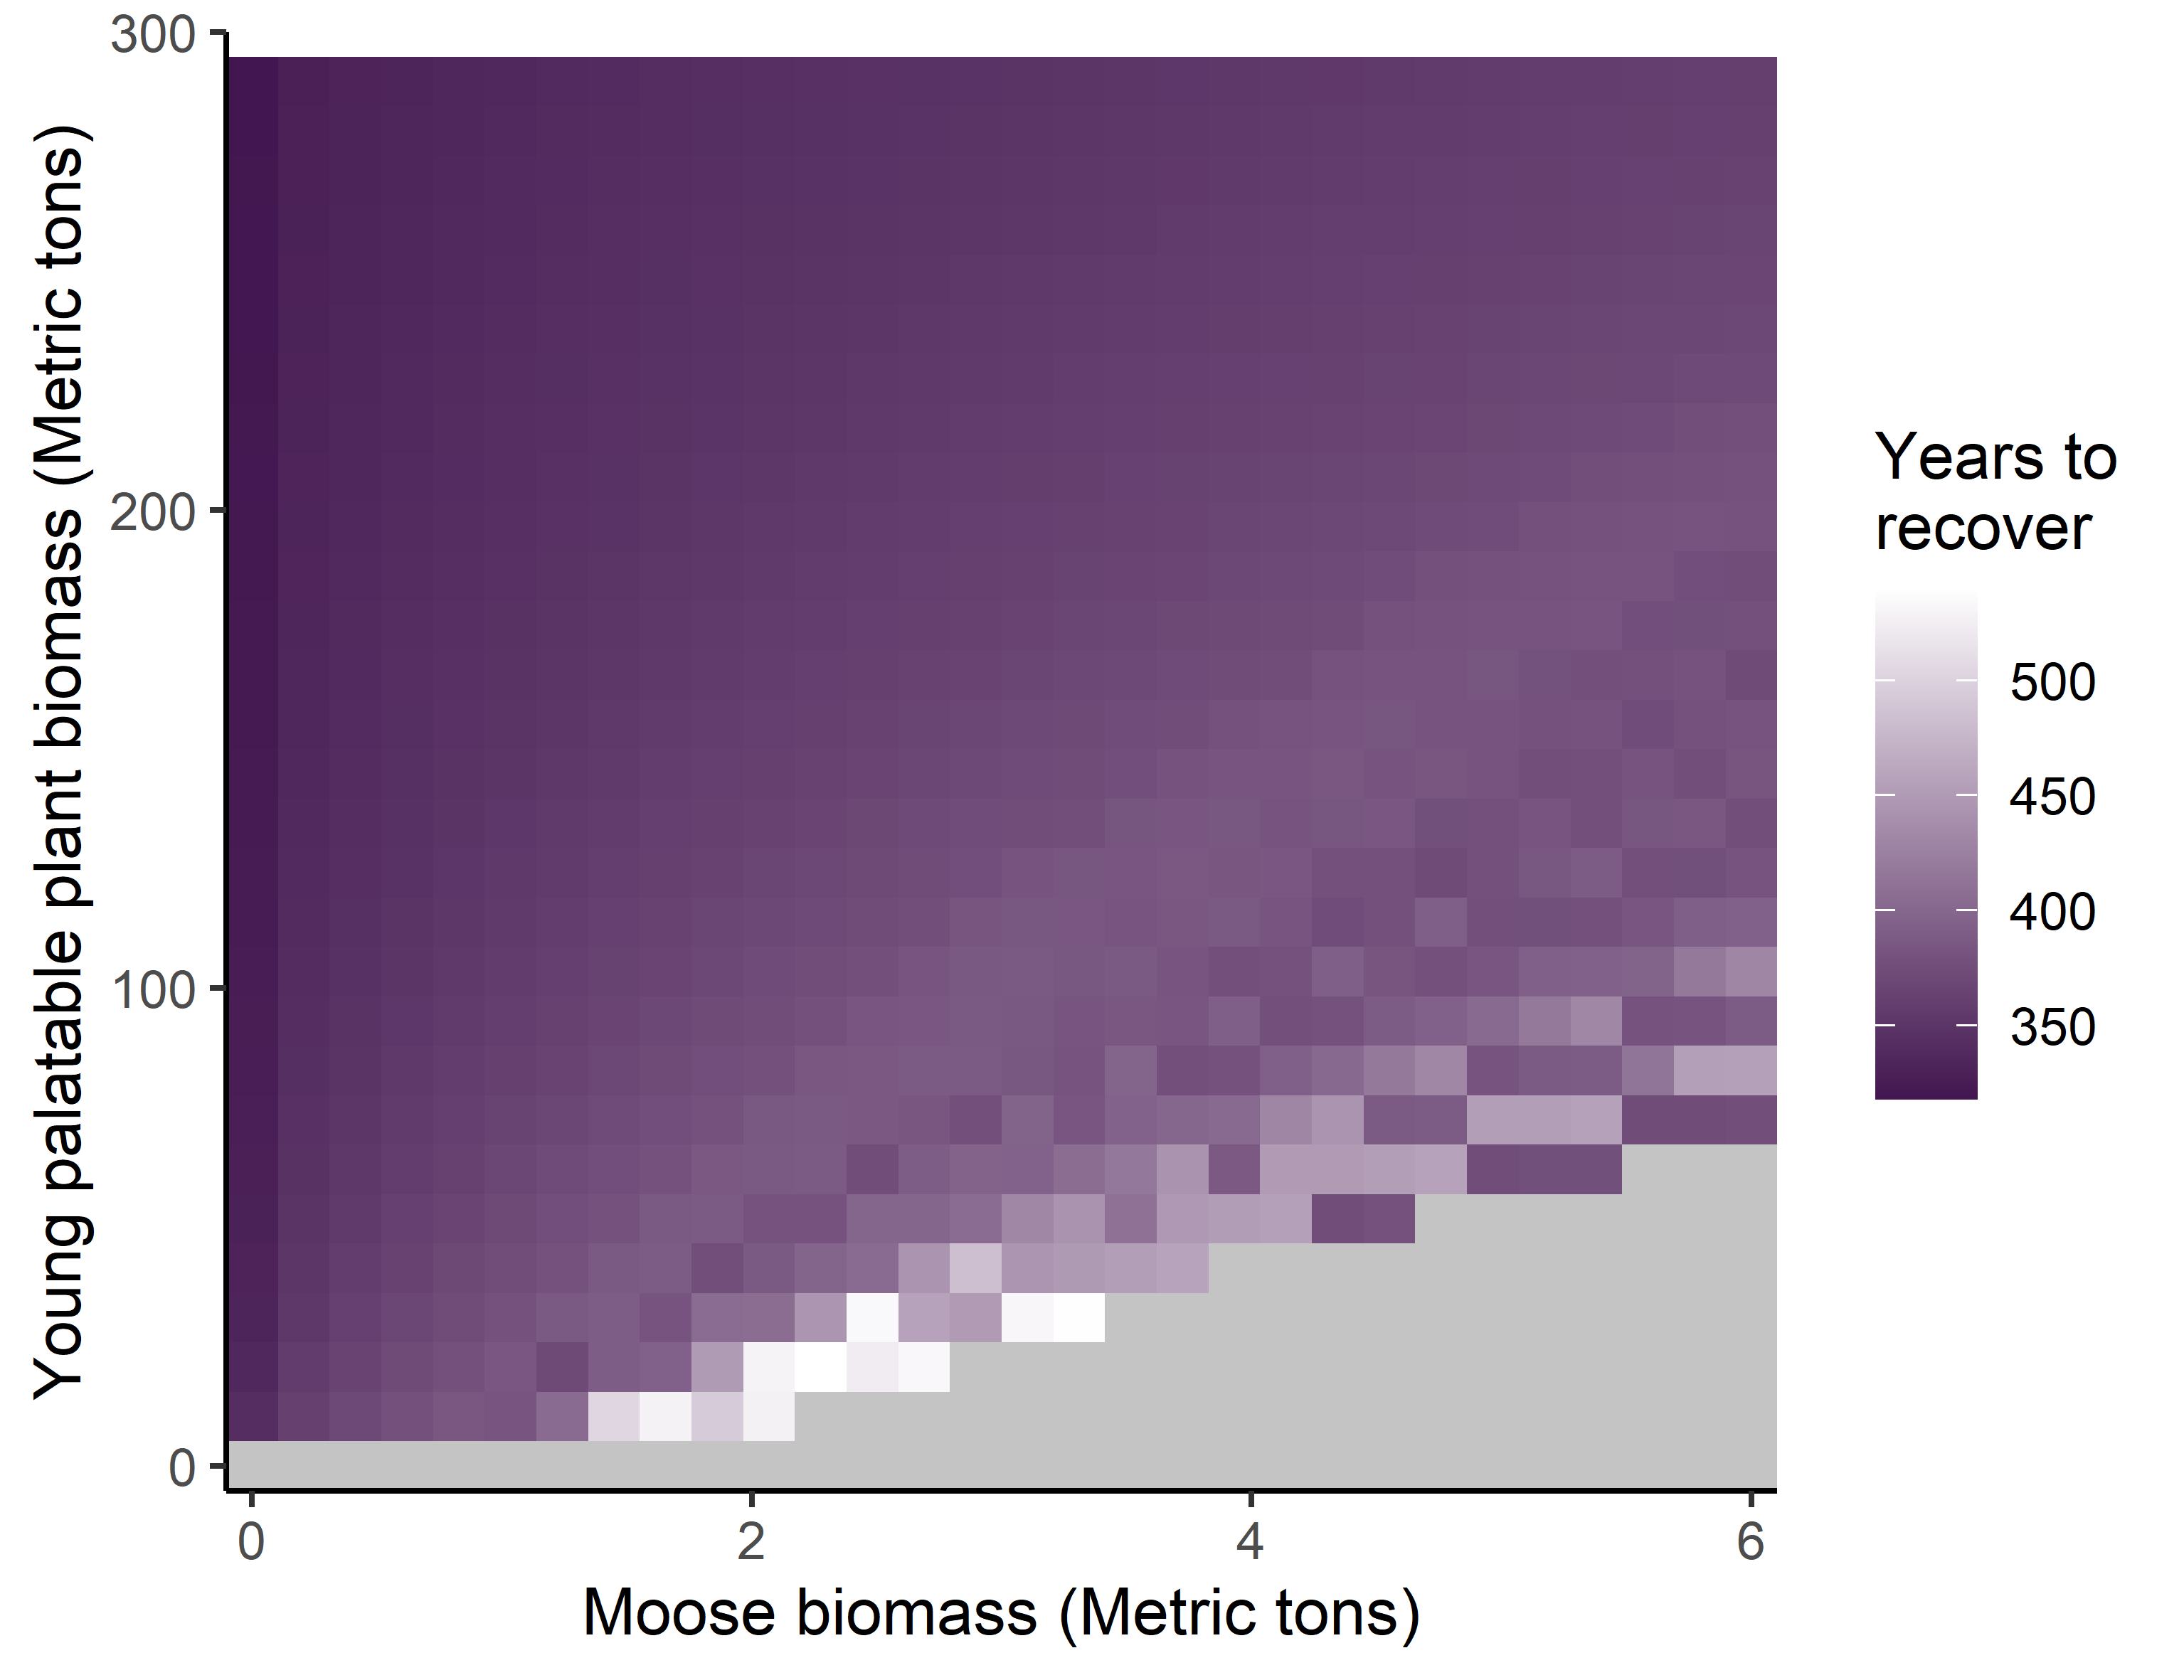 300
200
100
0
Young palatable plant biomass (Metric tons)
0 2 4 6
Moose biomass (Metric tons)
Years to
recover
500
450
400
350